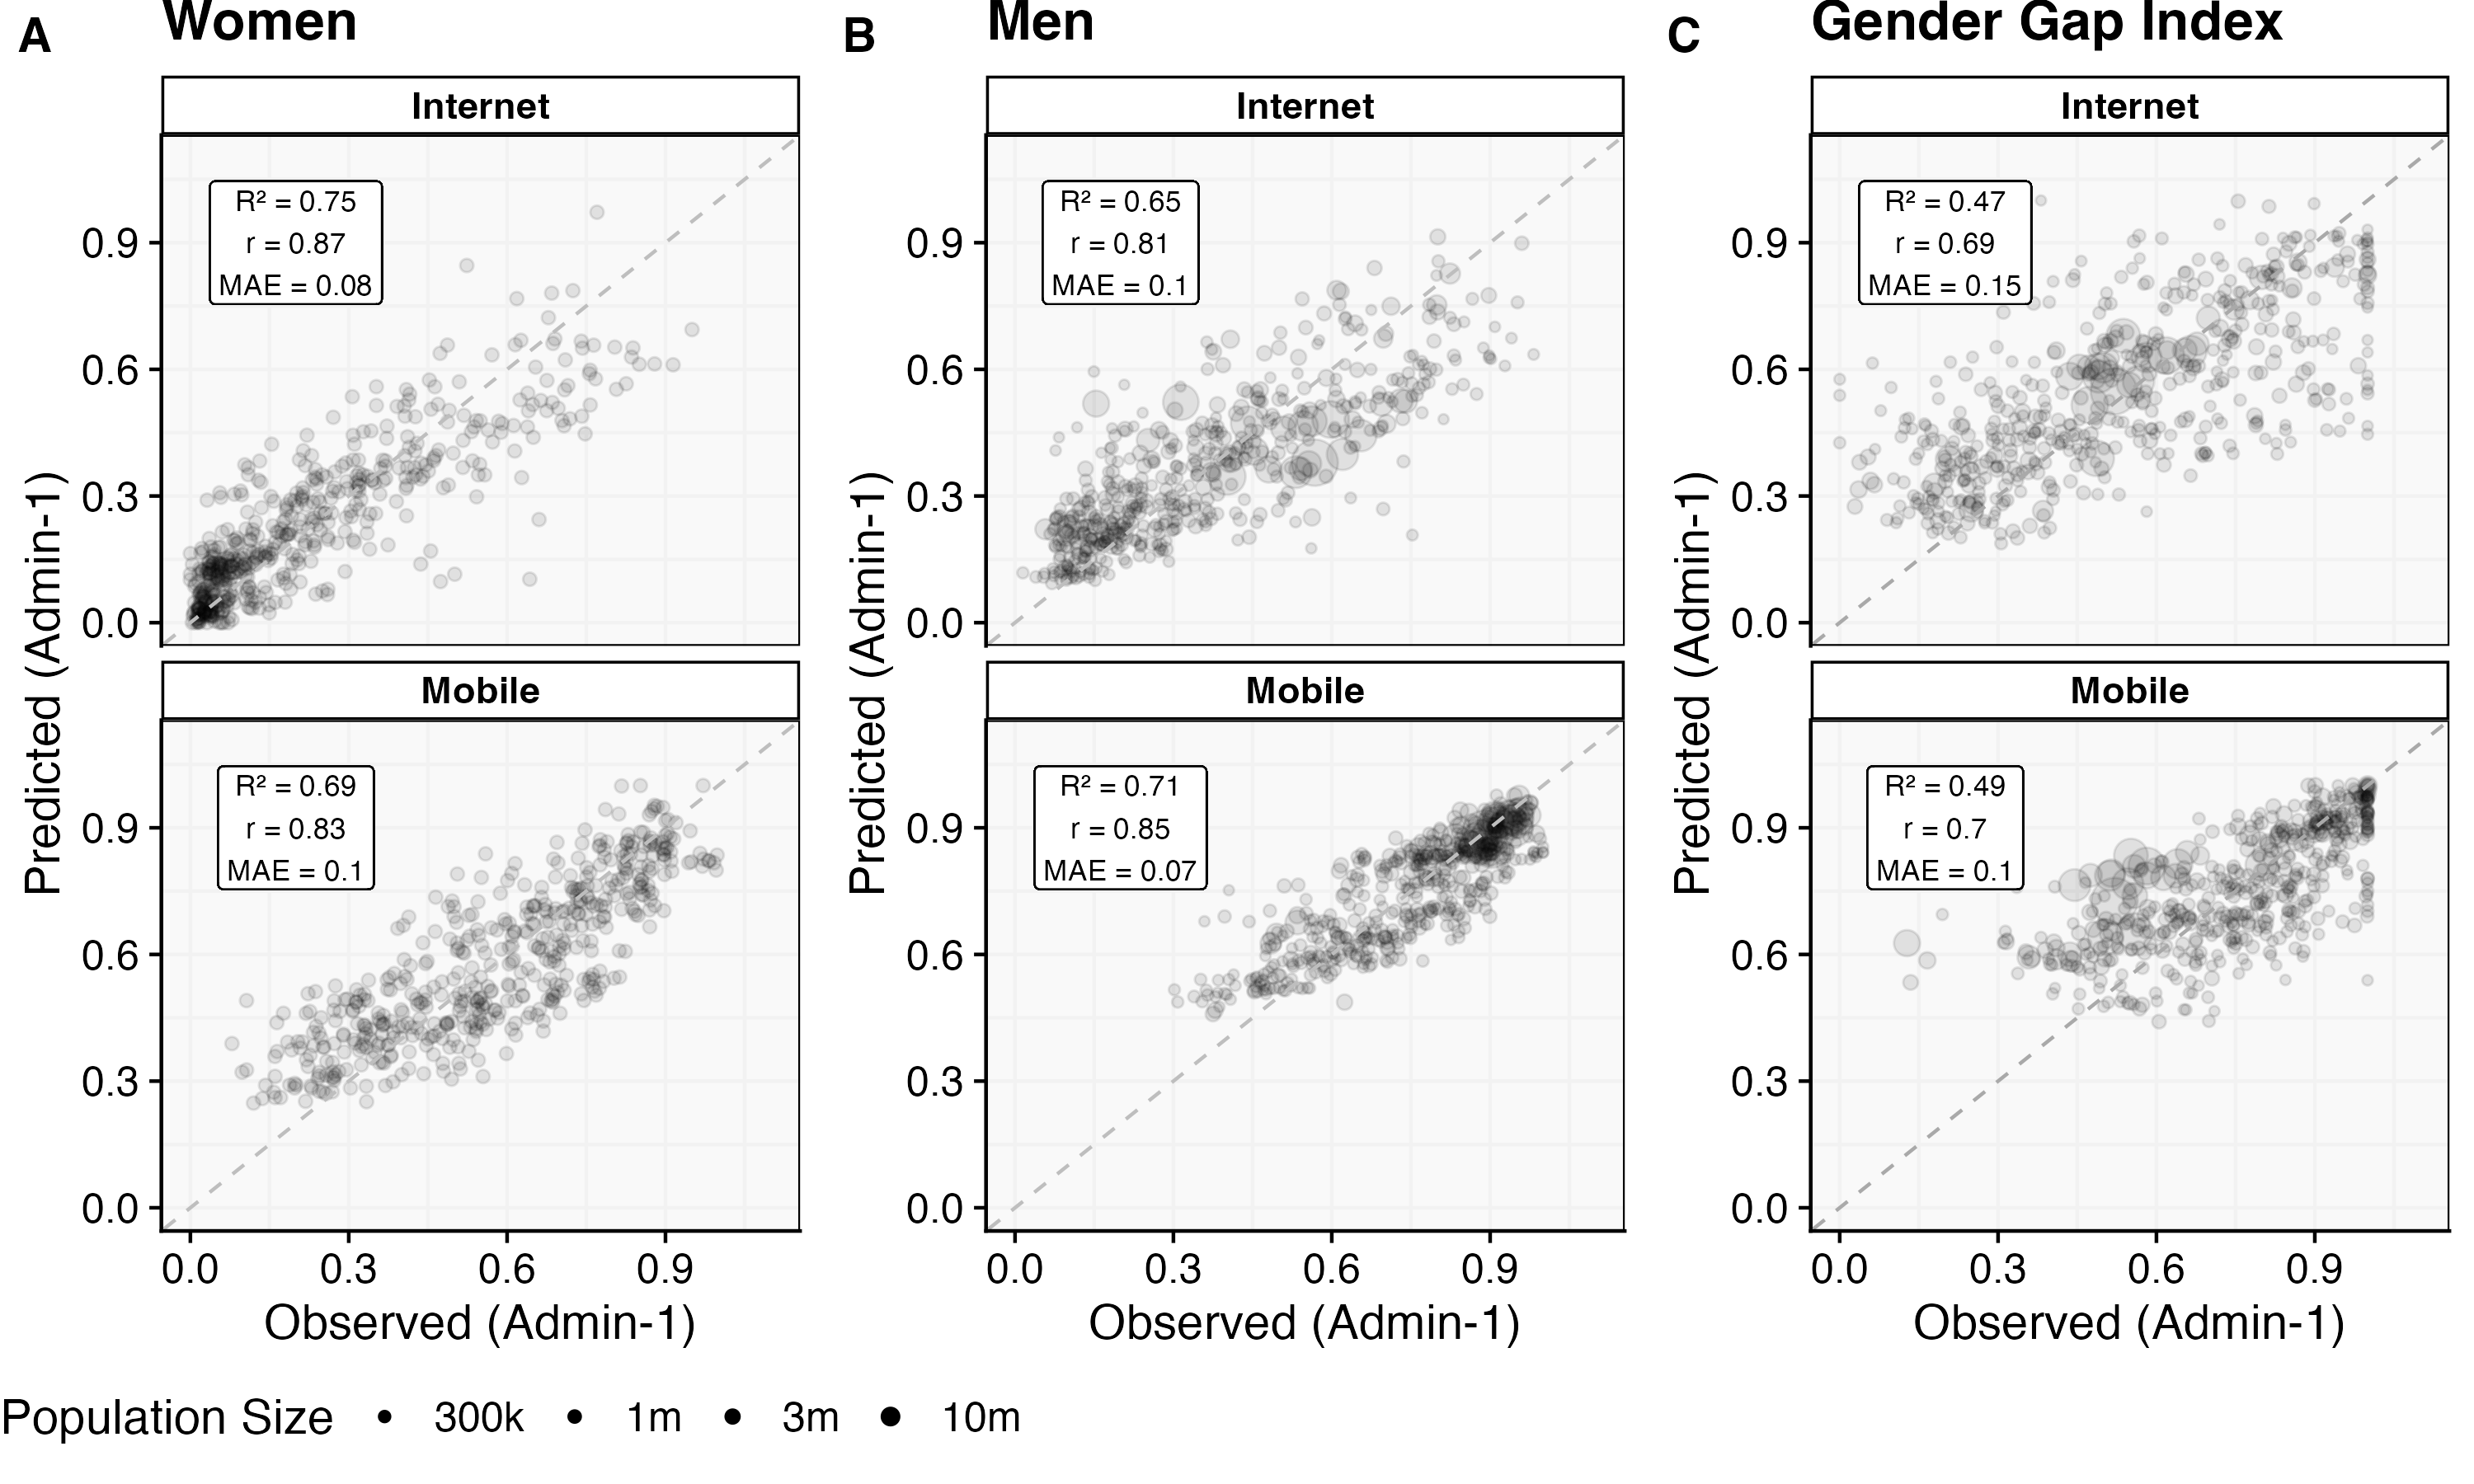 A Women
B Men
C Gender Gap Index
Internet
Internet
Internet
R² = 0.75
r = 0.87
MAE = 0.08
R² = 0.65
r = 0.81
MAE = 0.1
R² = 0.47
r = 0.69
MAE = 0.15
0.9
0.6
0.3
0.0
0.9
0.6
0.3
0.0
0.9
0.6
0.3
0.0
Predicted (Admin-1)
Predicted (Admin-1)
Predicted (Admin-1)
Mobile
Mobile
Mobile
R² = 0.69
r = 0.83
MAE = 0.1
R² = 0.71
r = 0.85
MAE = 0.07
R² = 0.49
r = 0.7
MAE = 0.1
0.9
0.6
0.3
0.0
0.9
0.6
0.3
0.0
0.9
0.6
0.3
0.0
0.0 0.3 0.6 0.9
0.0 0.3 0.6 0.9
0.0 0.3 0.6 0.9
Observed (Admin-1)
Observed (Admin-1)
Observed (Admin-1)
Population Size 300k 1m 3m 10m